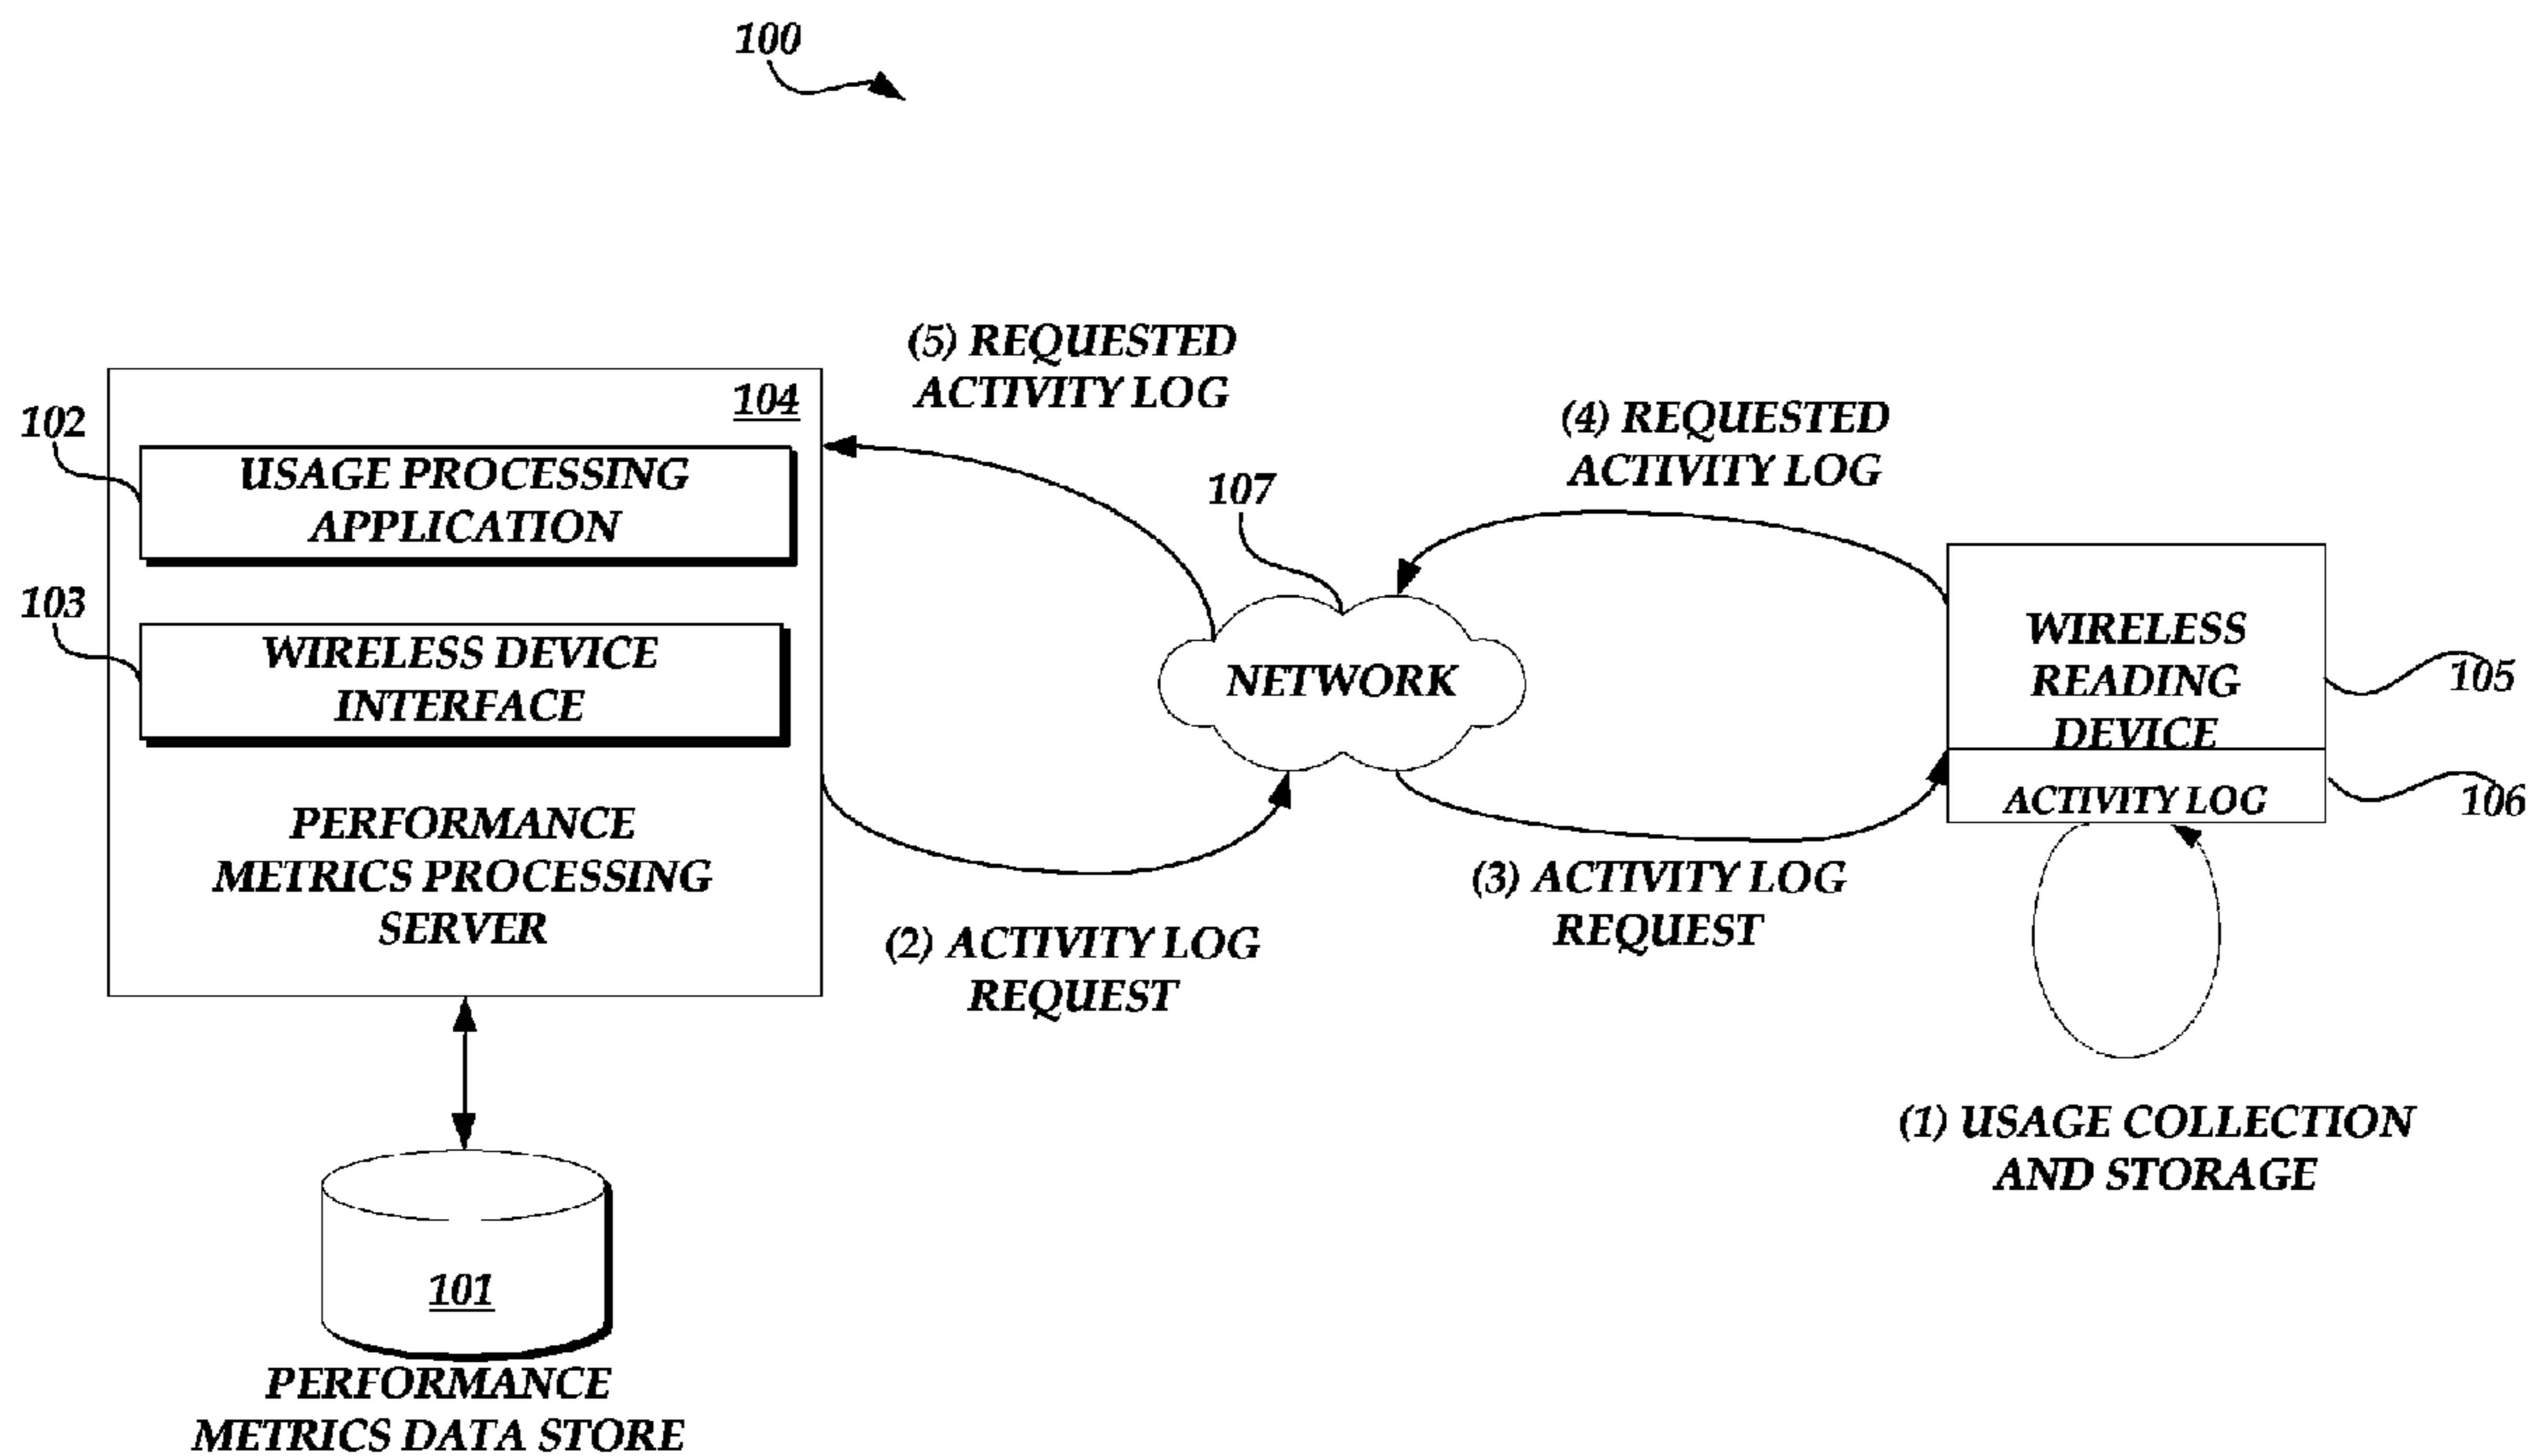 100
(5) REQUESTED
ACTIVITY LOG
104
102
USAGE PROCESSING
APPLICATION
(4) REQUESTED
ACTIVITY LOG
107
103
WIRELESS DEVICE
INTERFACE
NETWORK
WIRELESS
READING
DEVICE
105
ACTIVITY LOG
106
PERFORMANCE
METRICS PROCESSING
SERVER
(3) ACTIVITY LOG
REQUEST
(2) ACTIVITY LOG
REQUEST
(1) USAGE COLLECTION
AND STORAGE
101
PERFORMANCE
METRICS DATA STORE